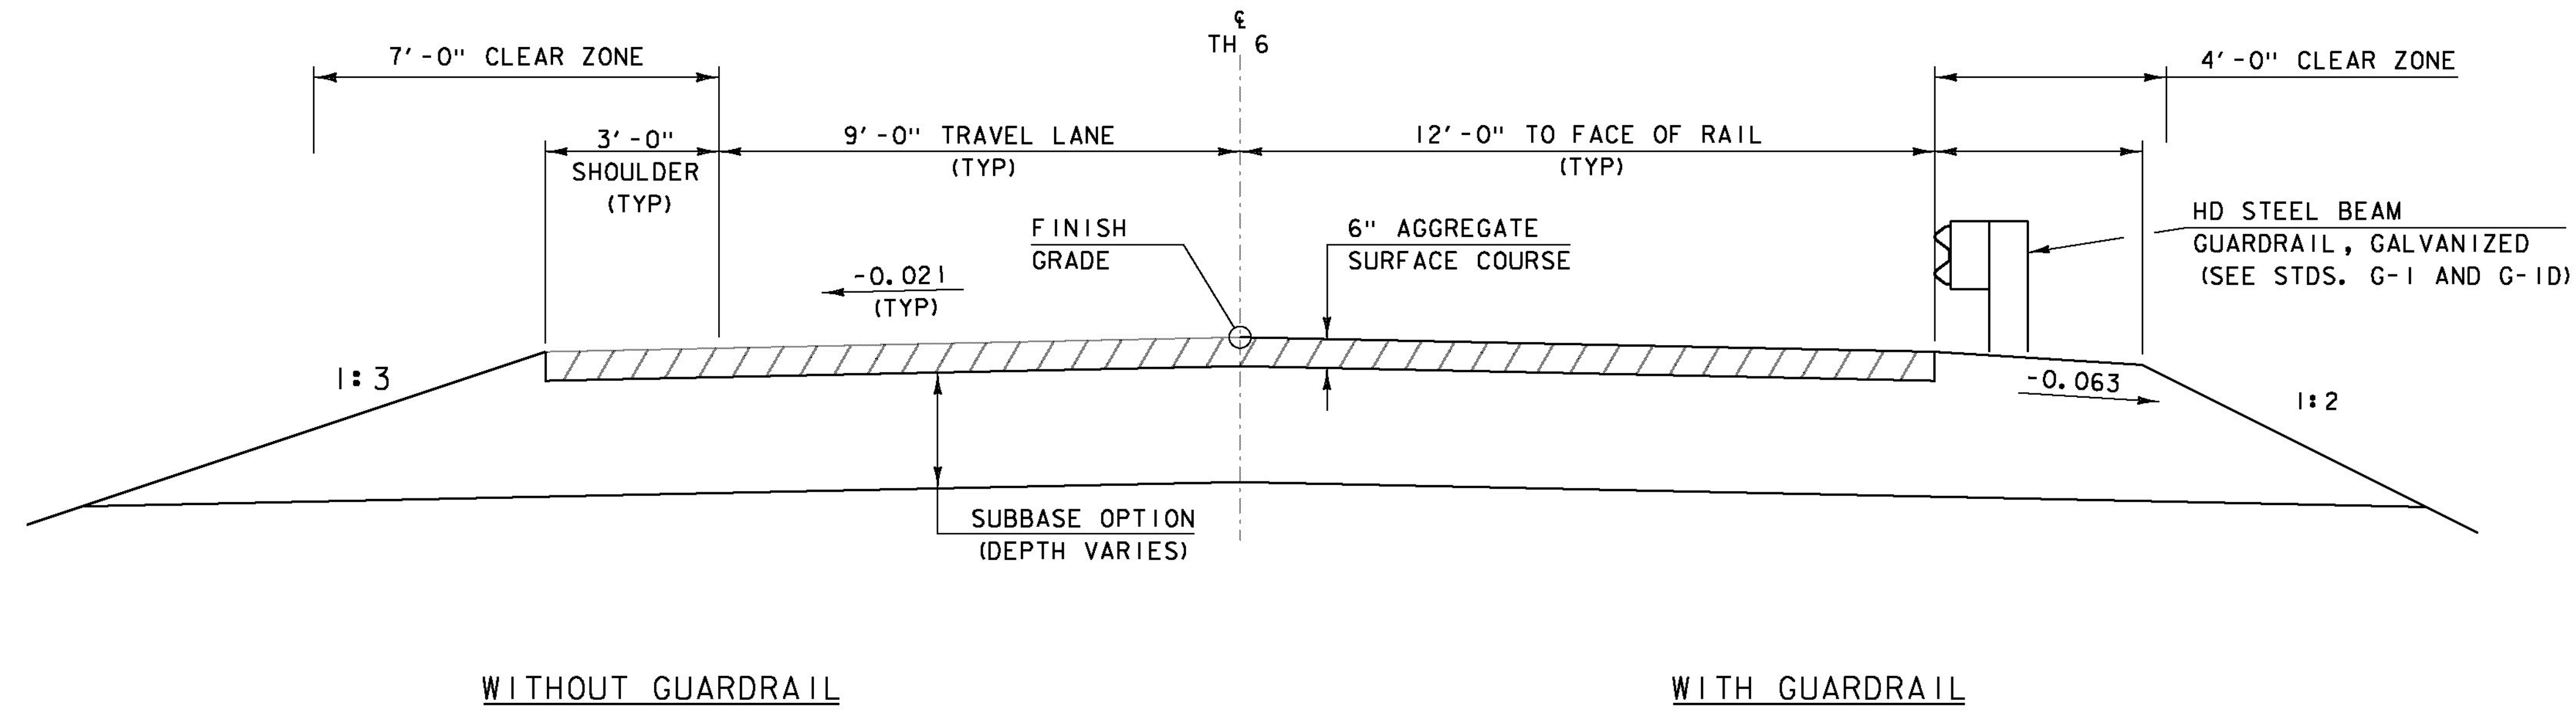 ℄
TH 6
7'-0" CLEAR ZONE
4'-0" CLEAR ZONE
3'-0"
SHOULDER
(TYP)
9'-0" TRAVEL LANE
(TYP)
12'-0" TO FACE OF RAIL
(TYP)
FINISH
GRADE
6" AGGREGATE
SURFACE COURSE
HD STEEL BEAM
GUARDRAIL, GALVANIZED
(SEE STDS. G-1 AND G-1D)
-0.021
(TYP)
1:3
-0.063
1:2
SUBBASE OPTION
(DEPTH VARIES)
WITHOUT GUARDRAIL
WITH GUARDRAIL